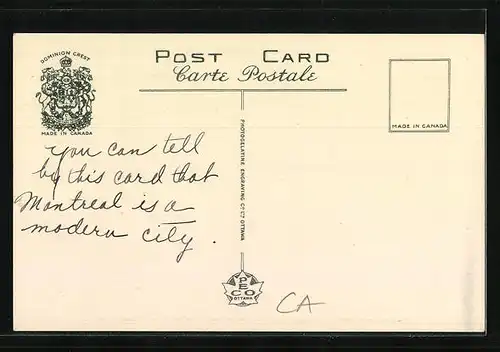 DOMINION CREST
MADE IN CANADA
POST CARD
Carte Postale
MADE IN CANADA
You can tell
by this card that
Montreal is a
modern city.
PHOTOGELATINE ENGRAVING CO. LTD. OTTAWA
PECO
OTTAWA
CA